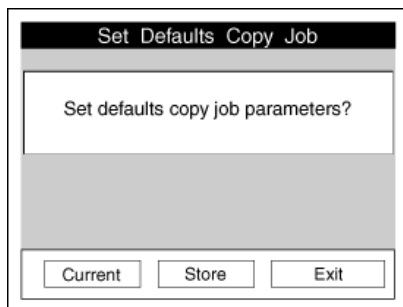 Set Defaults Copy Job
Set defaults copy job parameters?
Current Store Exit